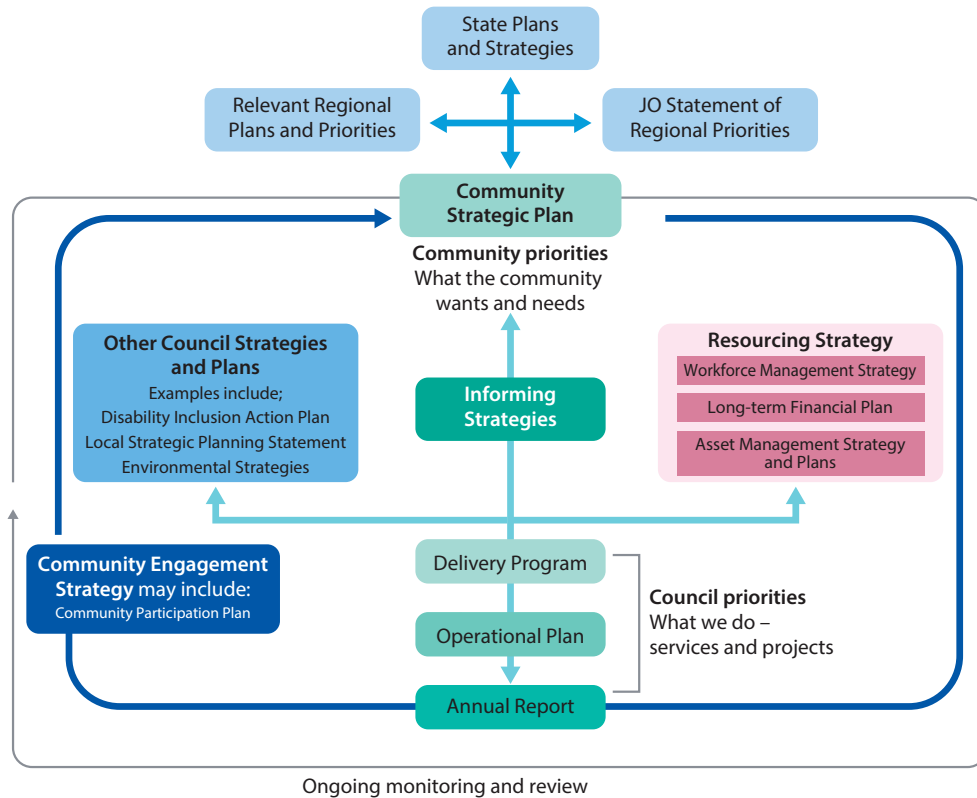 State Plans
and Strategies
Relevant Regional
Plans and Priorities
JO Statement of
Regional Priorities
Community
Strategic Plan
Community priorities
What the community
wants and needs
Other Council Strategies
and Plans
Examples include;
Disability Inclusion Action Plan
Local Strategic Planning Statement
Environmental Strategies
Informing
Strategies
Resourcing Strategy
Workforce Management Strategy
Long-term Financial Plan
Asset Management Strategy
and Plans
Community Engagement
Strategy may include:
Community Participation Plan
Delivery Program
Operational Plan
Annual Report
Council priorities
What we do –
services and projects
Ongoing monitoring and review